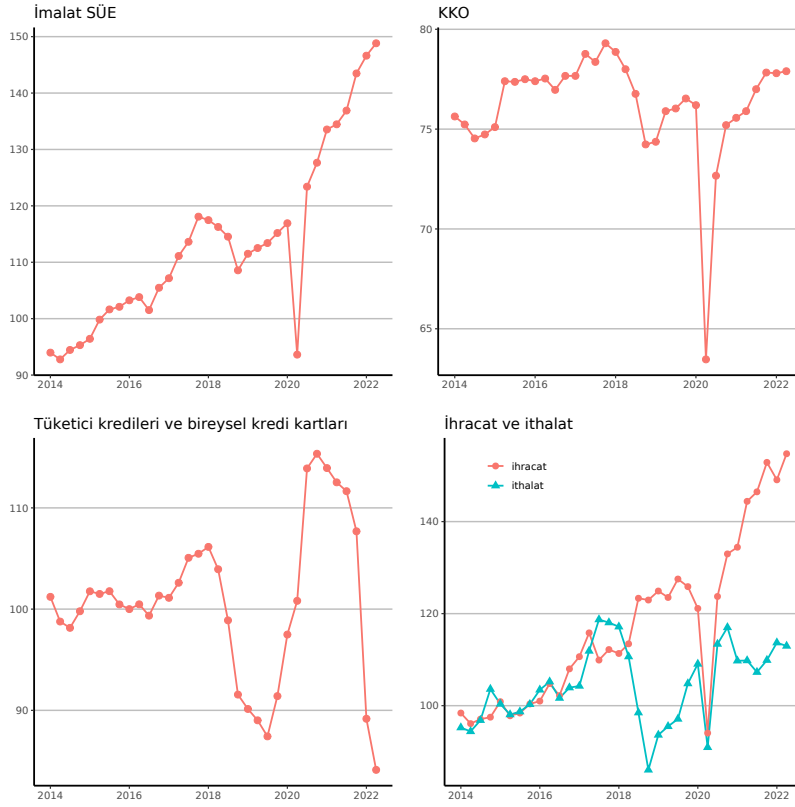 İmalat SÜE
150
140
130
120
110
100
90
2014 2016 2018 2020 2022
KKO
80
75
70
65
2014 2016 2018 2020 2022
Tüketici kredileri ve bireysel kredi kartları
110
100
90
2014 2016 2018 2020 2022
İhracat ve ithalat
ihracat
ithalat
140
120
100
2014 2016 2018 2020 2022